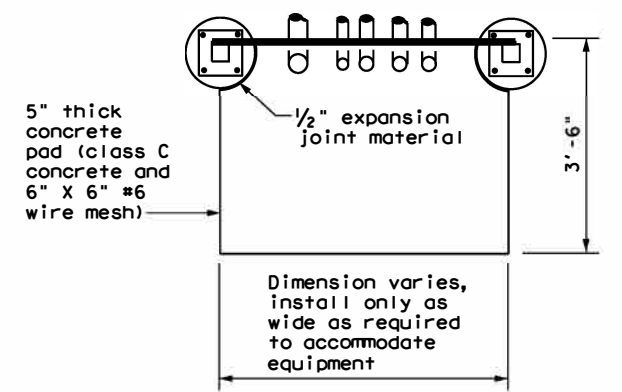 5" thick
concrete
pad (class C
concrete and
6" X 6" #6
wire mesh)
1/2" expansion
joint material
3'-6"
Dimension varies,
install only as
wide as required
to accommodate
equipment